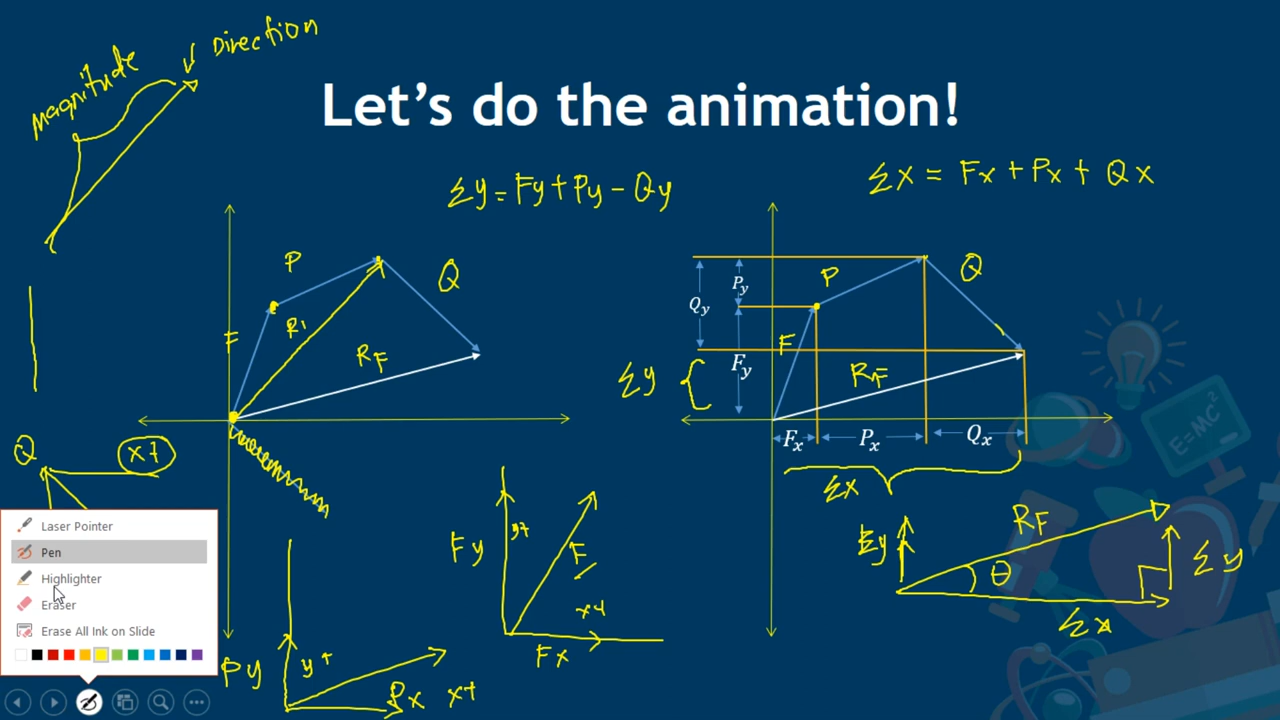 Direction
Magnitude
Let's do the animation!
Σy = Fy + Py - Qy
Σx = Fx + Px + Qx
P
Q
F
R1
RF
P
Q
Py
Qy
F
Fy
Σy
RF
Fx
Px
Qx
Σx
Q
x+
Fy
y+
F
x+
Fx
Py
y+
Px
x+
RF
Σy
θ
Σy
Σx
E=MC²
Laser Pointer
Pen
Highlighter
Eraser
Erase All Ink on Slide